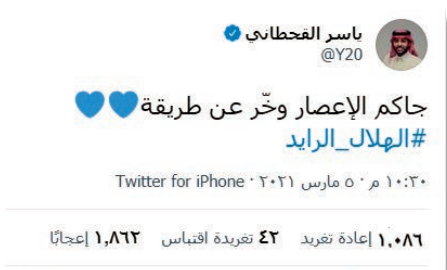 ياسر القحطاني
@Y20
جاكم الإعصار وخّر عن طريقة💙💙
#الهلال_الرايد
١٠:٣٠ م · ٥ مارس ٢٠٢١ · Twitter for iPhone
١,٠٨٦ إعادة تغريد ٤٢ تغريدة اقتباس ١,٨٦٢ إعجابًا